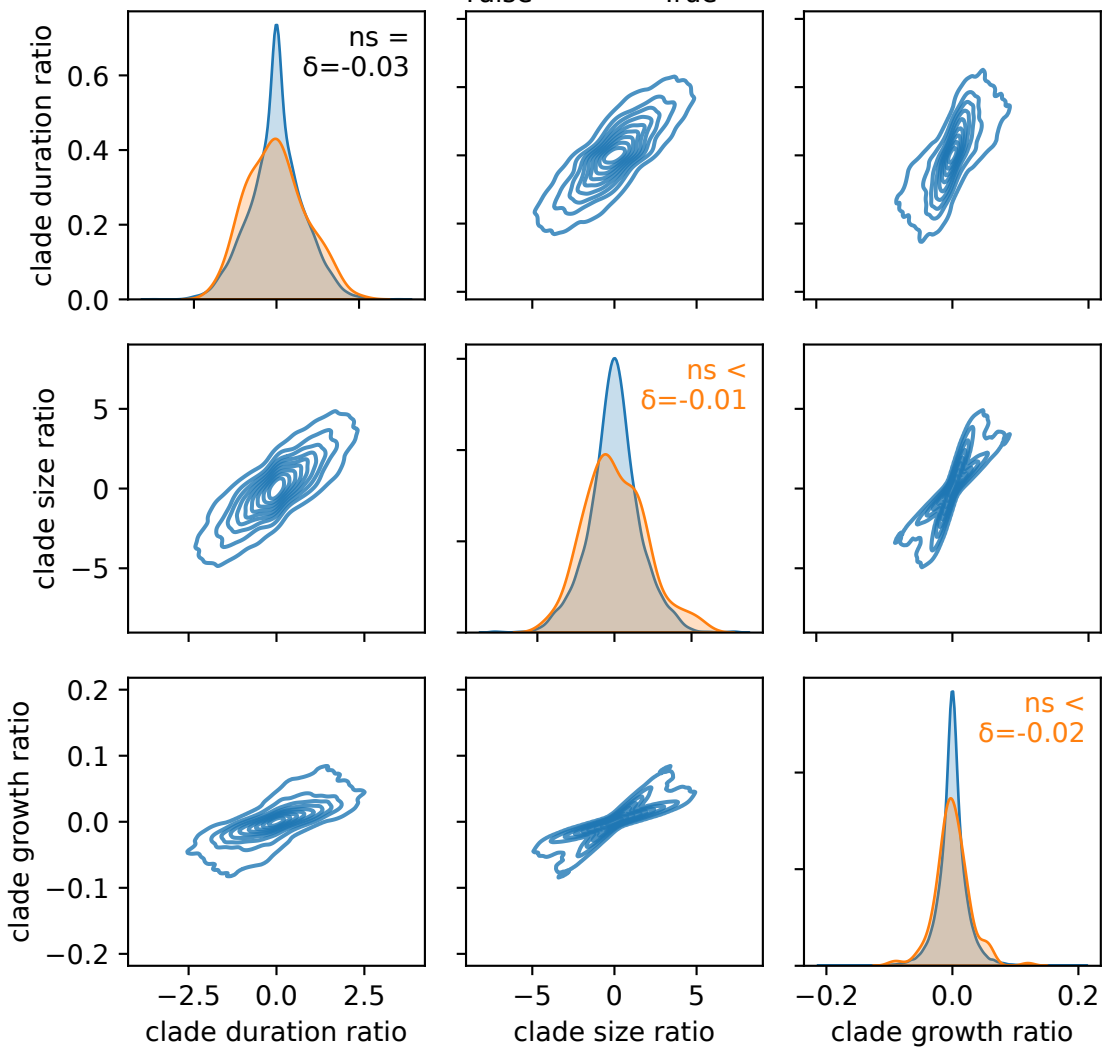 clade duration ratio
0.6
0.4
0.2
0.0
ns =
δ=-0.03
clade size ratio
5
0
−5
ns <
δ=-0.01
clade growth ratio
0.2
0.1
0.0
−0.1
−0.2
ns <
δ=-0.02
−2.5 0.0 2.5
−5 0 5
−0.2 0.0 0.2
clade duration ratio
clade size ratio
clade growth ratio